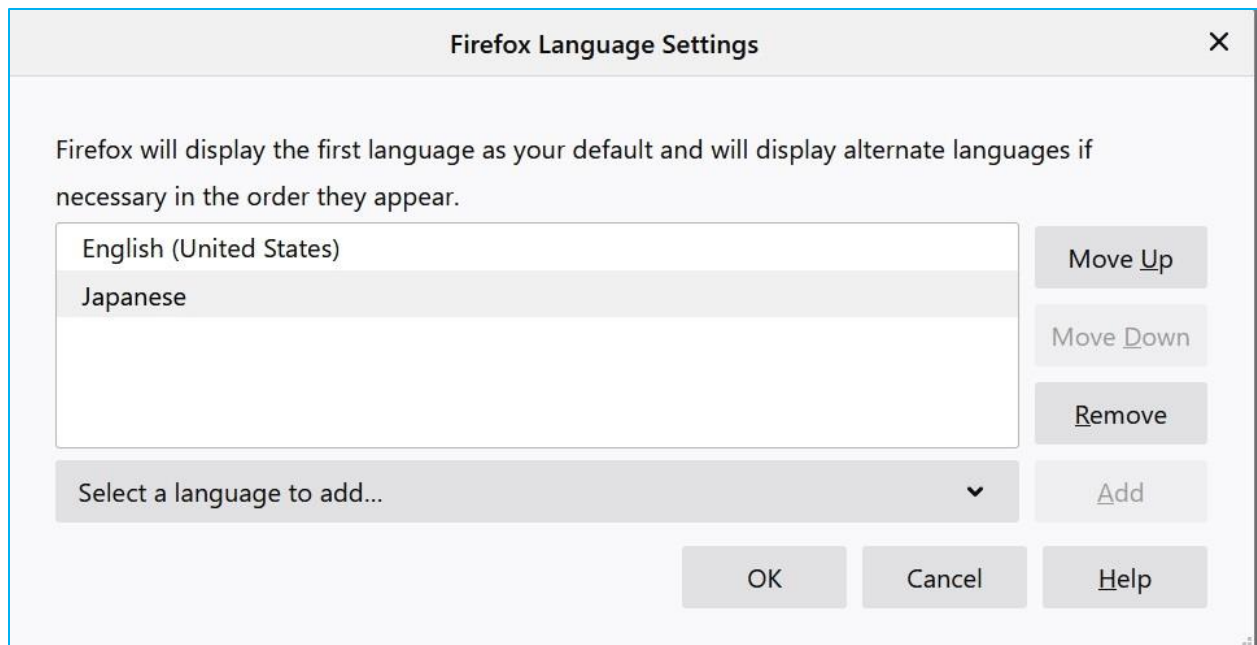 Firefox Language Settings
Firefox will display the first language as your default and will display alternate languages if
necessary in the order they appear.
English (United States)
Japanese
Move Up
Move Down
Remove
Select a language to add...
Add
OK
Cancel
Help